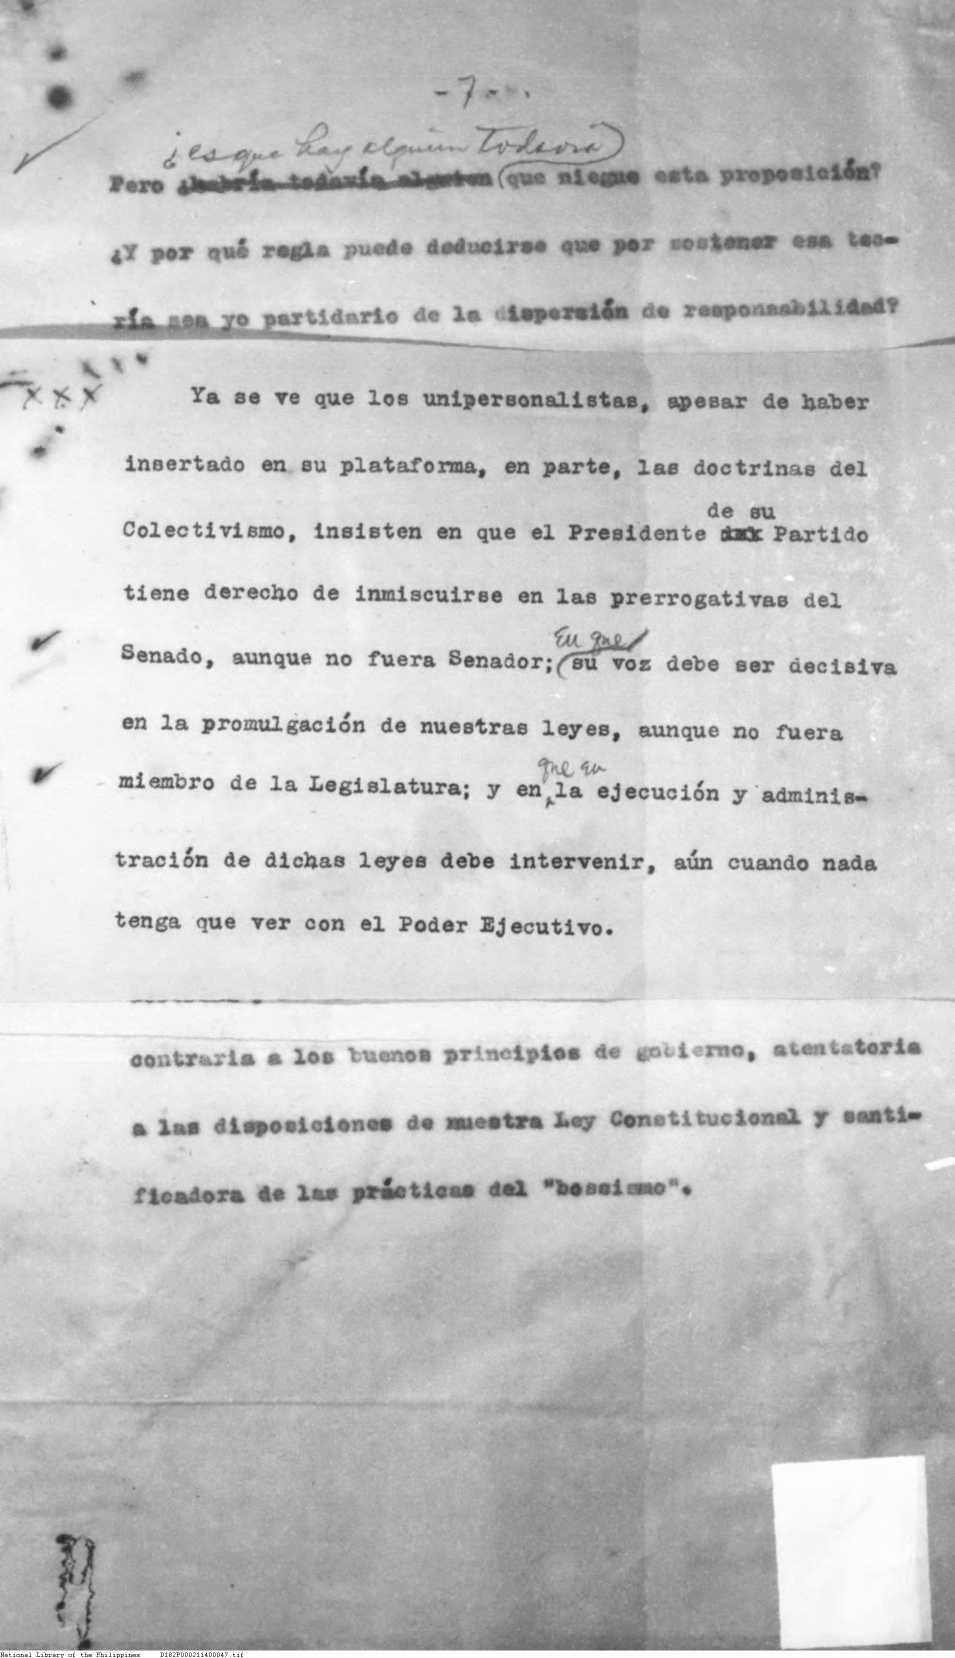 -7-
¿es que hay alguien todavía
Pero ¿habría todavía alguien que niegue esta proposición?
¿Y por qué regla puede deducirse que por sostener esa teo-
ría sea yo partidario de la dispersión de responsabilidad?
xxx
Ya se ve que los unipersonalistas, apesar de haber
insertado en su plataforma, en parte, las doctrinas del
de su
Colectivismo, insisten en que el Presidente Partido
tiene derecho de inmiscuirse en las prerrogativas del
En que
Senado, aunque no fuera Senador; su voz debe ser decisiva
en la promulgación de nuestras leyes, aunque no fuera
que en
miembro de la Legislatura; y en la ejecución y adminis-
tración de dichas leyes debe intervenir, aún cuando nada
tenga que ver con el Poder Ejecutivo.
contraria a los buenos principios de gobierno, atentatoria
a las disposiciones de nuestra Ley Constitucional y santi-
ficadora de las prácticas del "bossismo".
National Library of the Philippines D182P000211400047.tif